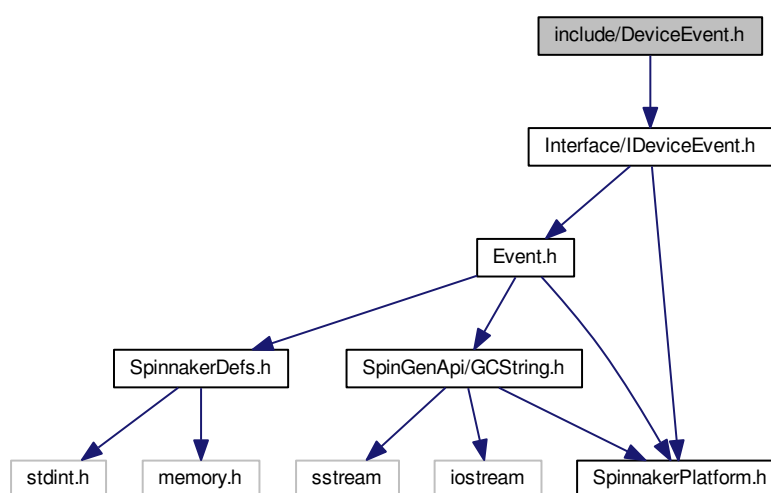 include/DeviceEvent.h
Interface/IDeviceEvent.h
Event.h
SpinnakerDefs.h
SpinGenApi/GCString.h
stdint.h
memory.h
sstream
iostream
SpinnakerPlatform.h